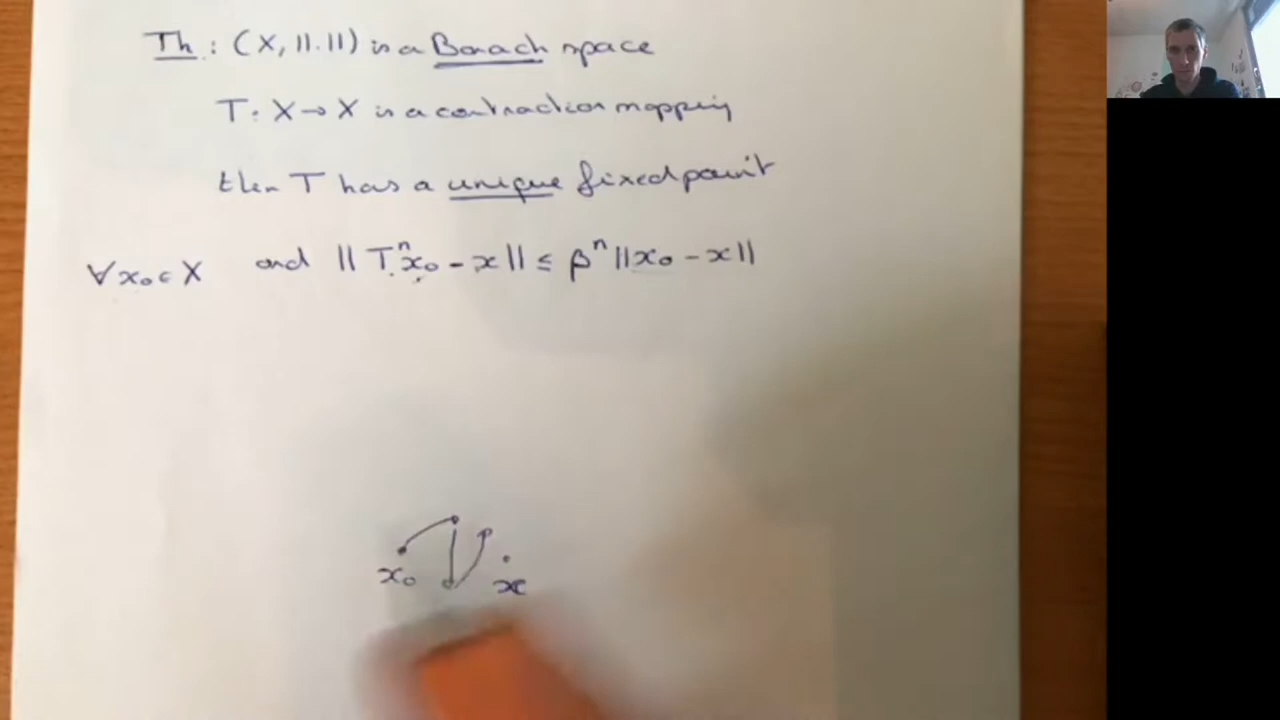 Th : (X, ||.||) is a Banach space
T: X → X is a contraction mapping
then T has a unique fixed point
∀ x₀ ∈ X and || Tⁿx₀ - x || ≤ βⁿ ||x₀ - x||
x₀ x